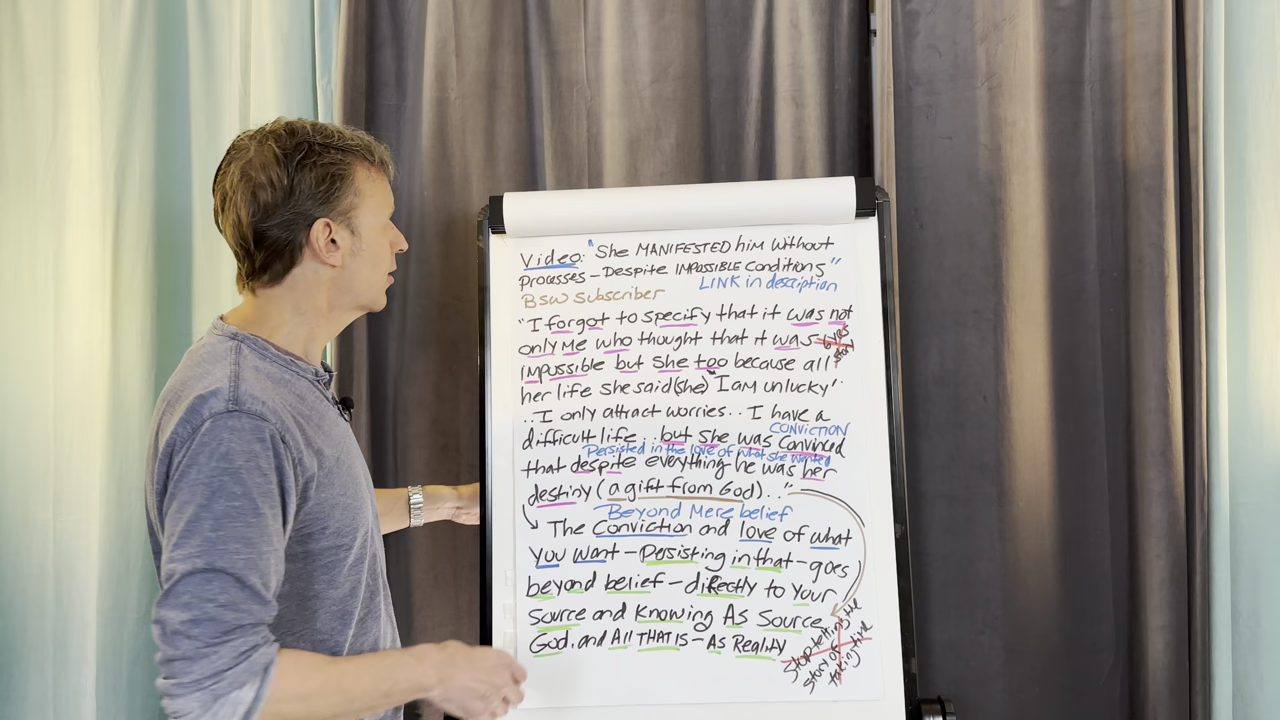 Video: "She MANIFESTED him without
processes - Despite IMPOSSIBLE conditions"
LINK in description
BSW subscriber
"I forgot to specify that it was not
only me who thought that it was
6 yes
story
impossible but she too because all
her life she said (she) "I am unlucky".
..I only attract worries.. I have a
CONVICTION
difficult life.. but she was convinced
Persisted in the love of what she wanted
that despite everything he was her
destiny (a gift from God).."
Beyond Mere belief
The Conviction and love of what
You want - Persisting in that - goes
beyond belief - directly to your
Source and Knowing As Source,
God, and All THAT IS - As Reality
Stop telling the
story of
taking time